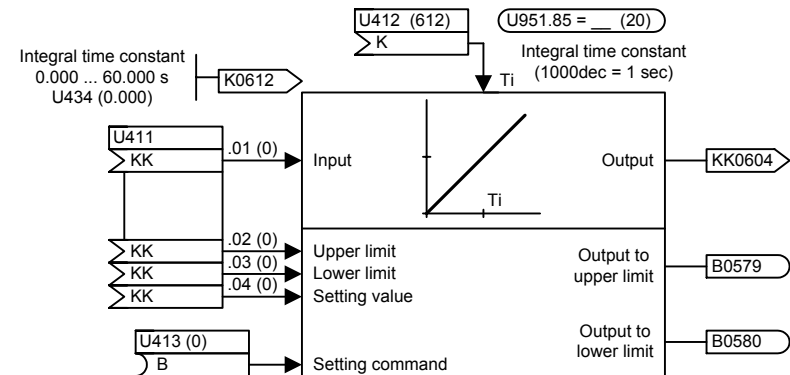 U412 (612)
K
U951.85 = __ (20)
Integral time constant
(1000dec = 1 sec)
Ti
Integral time constant
0.000 ... 60.000 s
U434 (0.000)
K0612
U411
KK
.01 (0)
Input
Ti
Output
KK0604
KK
.02 (0)
Upper limit
KK
.03 (0)
Lower limit
KK
.04 (0)
Setting value
Output to
upper limit
B0579
Output to
lower limit
B0580
U413 (0)
B
Setting command